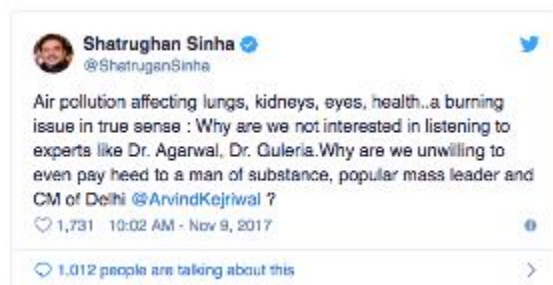 Shatrughan Sinha
@ShatruganSinha
Air pollution affecting lungs, kidneys, eyes, health..a burning
issue in true sense : Why are we not interested in listening to
experts like Dr. Agarwal, Dr. Guleria.Why are we unwilling to
even pay heed to a man of substance, popular mass leader and
CM of Delhi @ArvindKejriwal ?
1,731 10:02 AM - Nov 9, 2017
1,012 people are talking about this